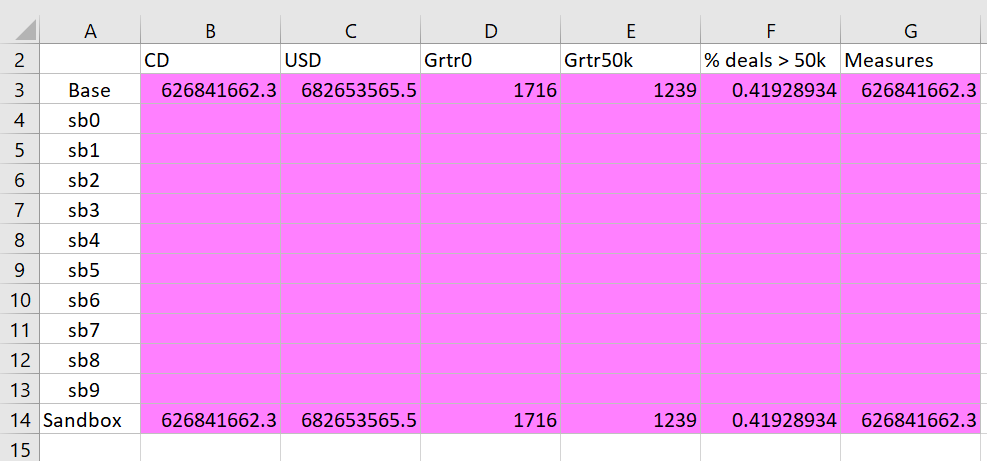 A B C D E F G
2 CD USD Grtr0 Grtr50k % deals > 50k Measures
3 Base 626841662.3 682653565.5 1716 1239 0.41928934 626841662.3
4 sb0
5 sb1
6 sb2
7 sb3
8 sb4
9 sb5
10 sb6
11 sb7
12 sb8
13 sb9
14 Sandbox 626841662.3 682653565.5 1716 1239 0.41928934 626841662.3
15